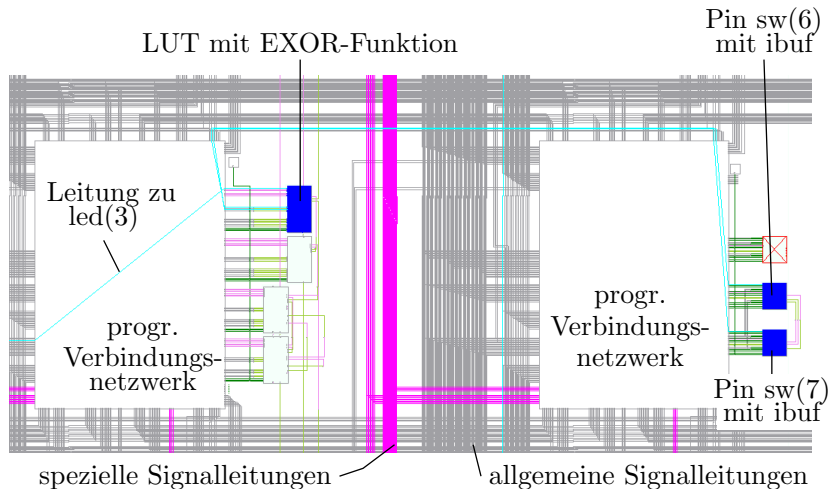 LUT mit EXOR-Funktion
Pin sw(6)
mit ibuf
Leitung zu
led(3)
progr.
Verbindungs-
netzwerk
progr.
Verbindungs-
netzwerk
Pin sw(7)
mit ibuf
spezielle Signalleitungen
allgemeine Signalleitungen